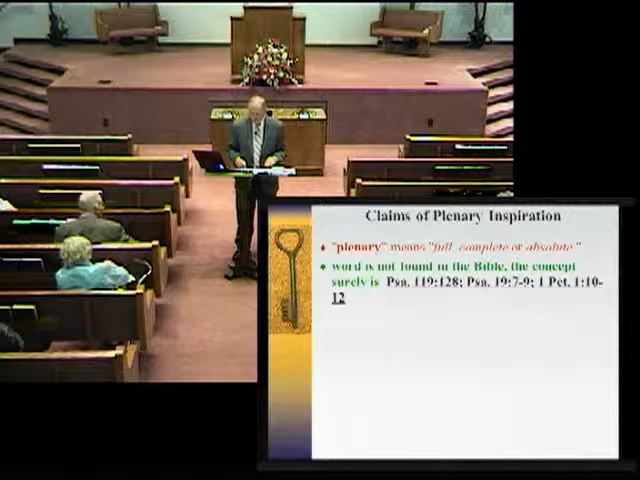 Claims of Plenary Inspiration
"plenary" means "full, complete or absolute"
word is not found in the Bible, the concept
surely is Psa. 119:128; Psa. 19:7-9; 1 Pet. 1:10-
12